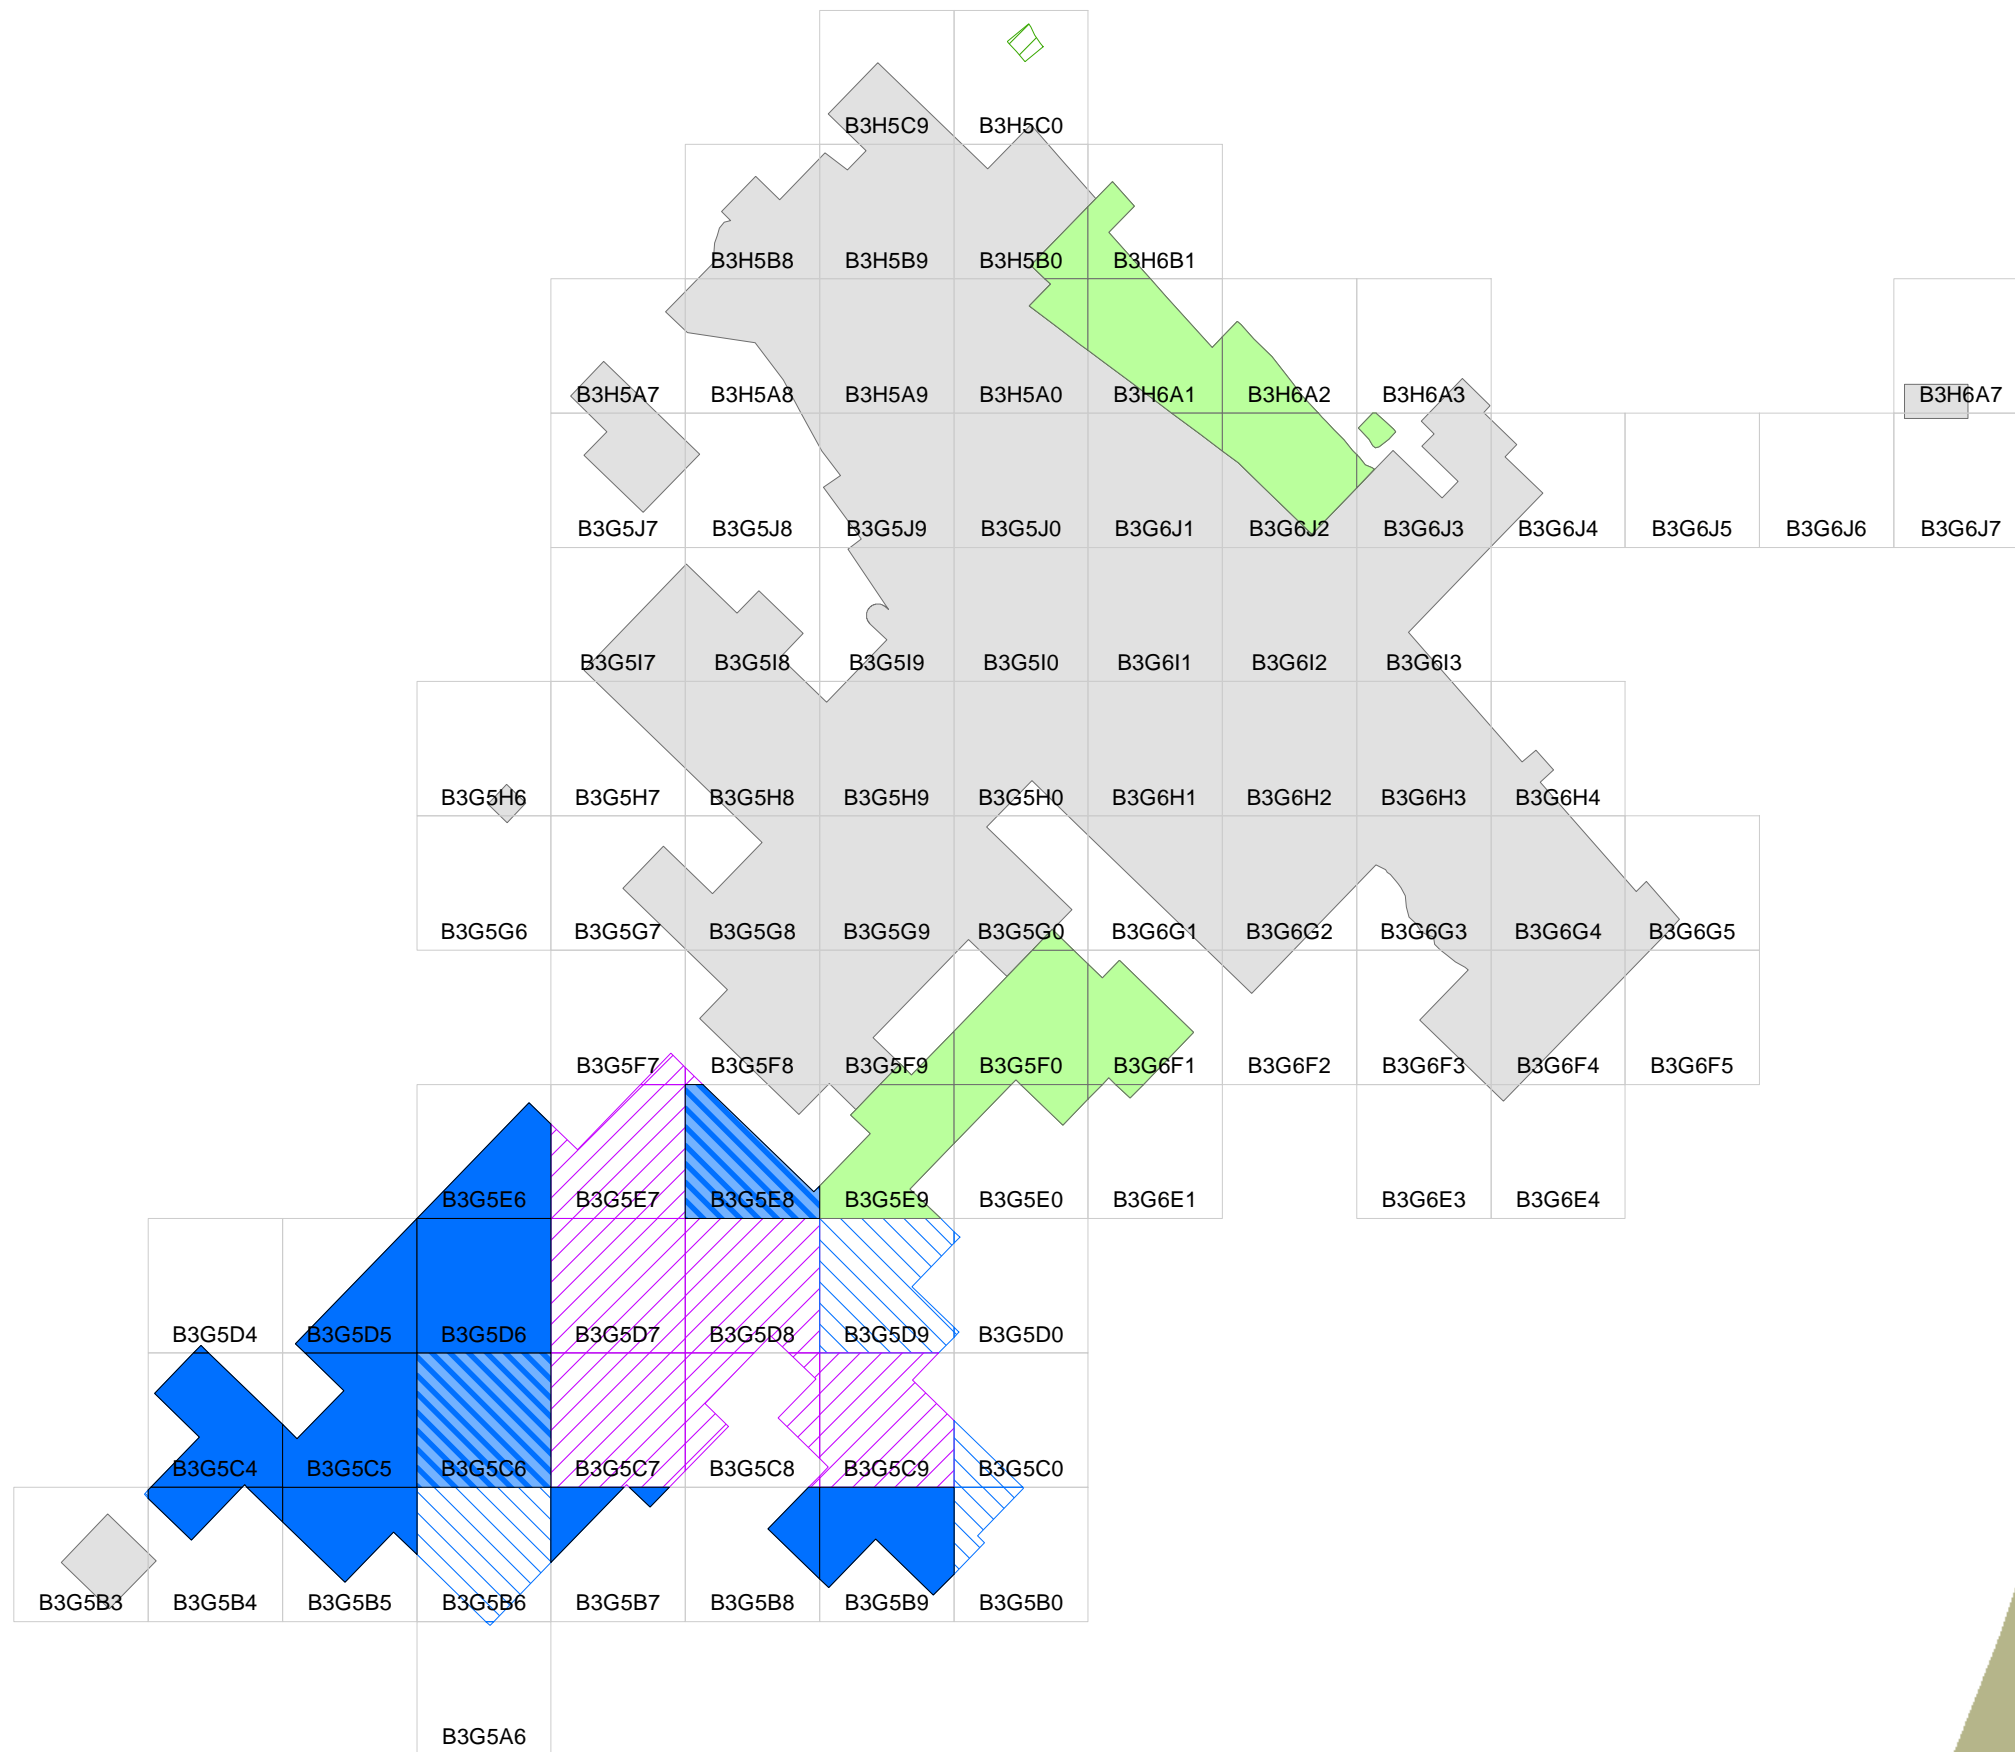 B3H5C9 B3H5C0
B3H5B8 B3H5B9 B3H5B0 B3H6B1
B3H5A7 B3H5A8 B3H5A9 B3H5A0 B3H6A1 B3H6A2 B3H6A3 B3H6A7
B3G5J7 B3G5J8 B3G5J9 B3G5J0 B3G6J1 B3G6J2 B3G6J3 B3G6J4 B3G6J5 B3G6J6 B3G6J7
B3G5I7 B3G5I8 B3G5I9 B3G5I0 B3G6I1 B3G6I2 B3G6I3
B3G5H6 B3G5H7 B3G5H8 B3G5H9 B3G5H0 B3G6H1 B3G6H2 B3G6H3 B3G6H4
B3G5G6 B3G5G7 B3G5G8 B3G5G9 B3G5G0 B3G6G1 B3G6G2 B3G6G3 B3G6G4 B3G6G5
B3G5F7 B3G5F8 B3G5F9 B3G5F0 B3G6F1 B3G6F2 B3G6F3 B3G6F4 B3G6F5
B3G5E6 B3G5E7 B3G5E8 B3G5E9 B3G5E0 B3G6E1 B3G6E3 B3G6E4
B3G5D4 B3G5D5 B3G5D6 B3G5D7 B3G5D8 B3G5D9 B3G5D0
B3G5C4 B3G5C5 B3G5C6 B3G5C7 B3G5C8 B3G5C9 B3G5C0
B3G5B3 B3G5B4 B3G5B5 B3G5B6 B3G5B7 B3G5B8 B3G5B9 B3G5B0
B3G5A6